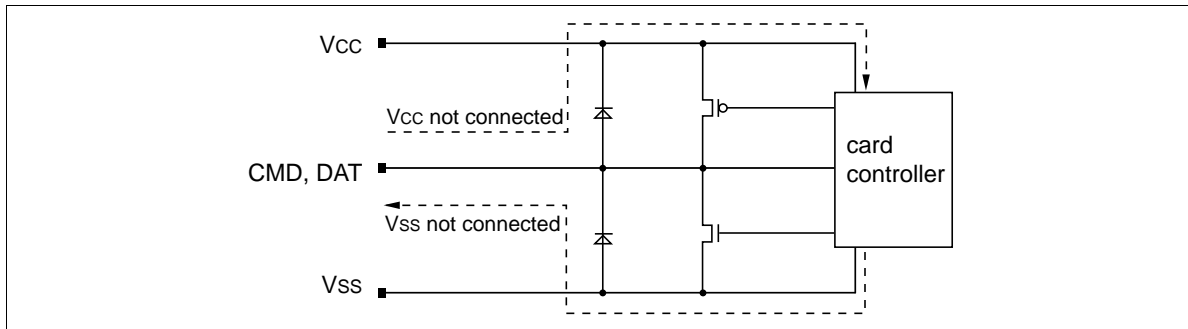 VCC
VCC not connected
CMD, DAT
card
controller
VSS not connected
VSS